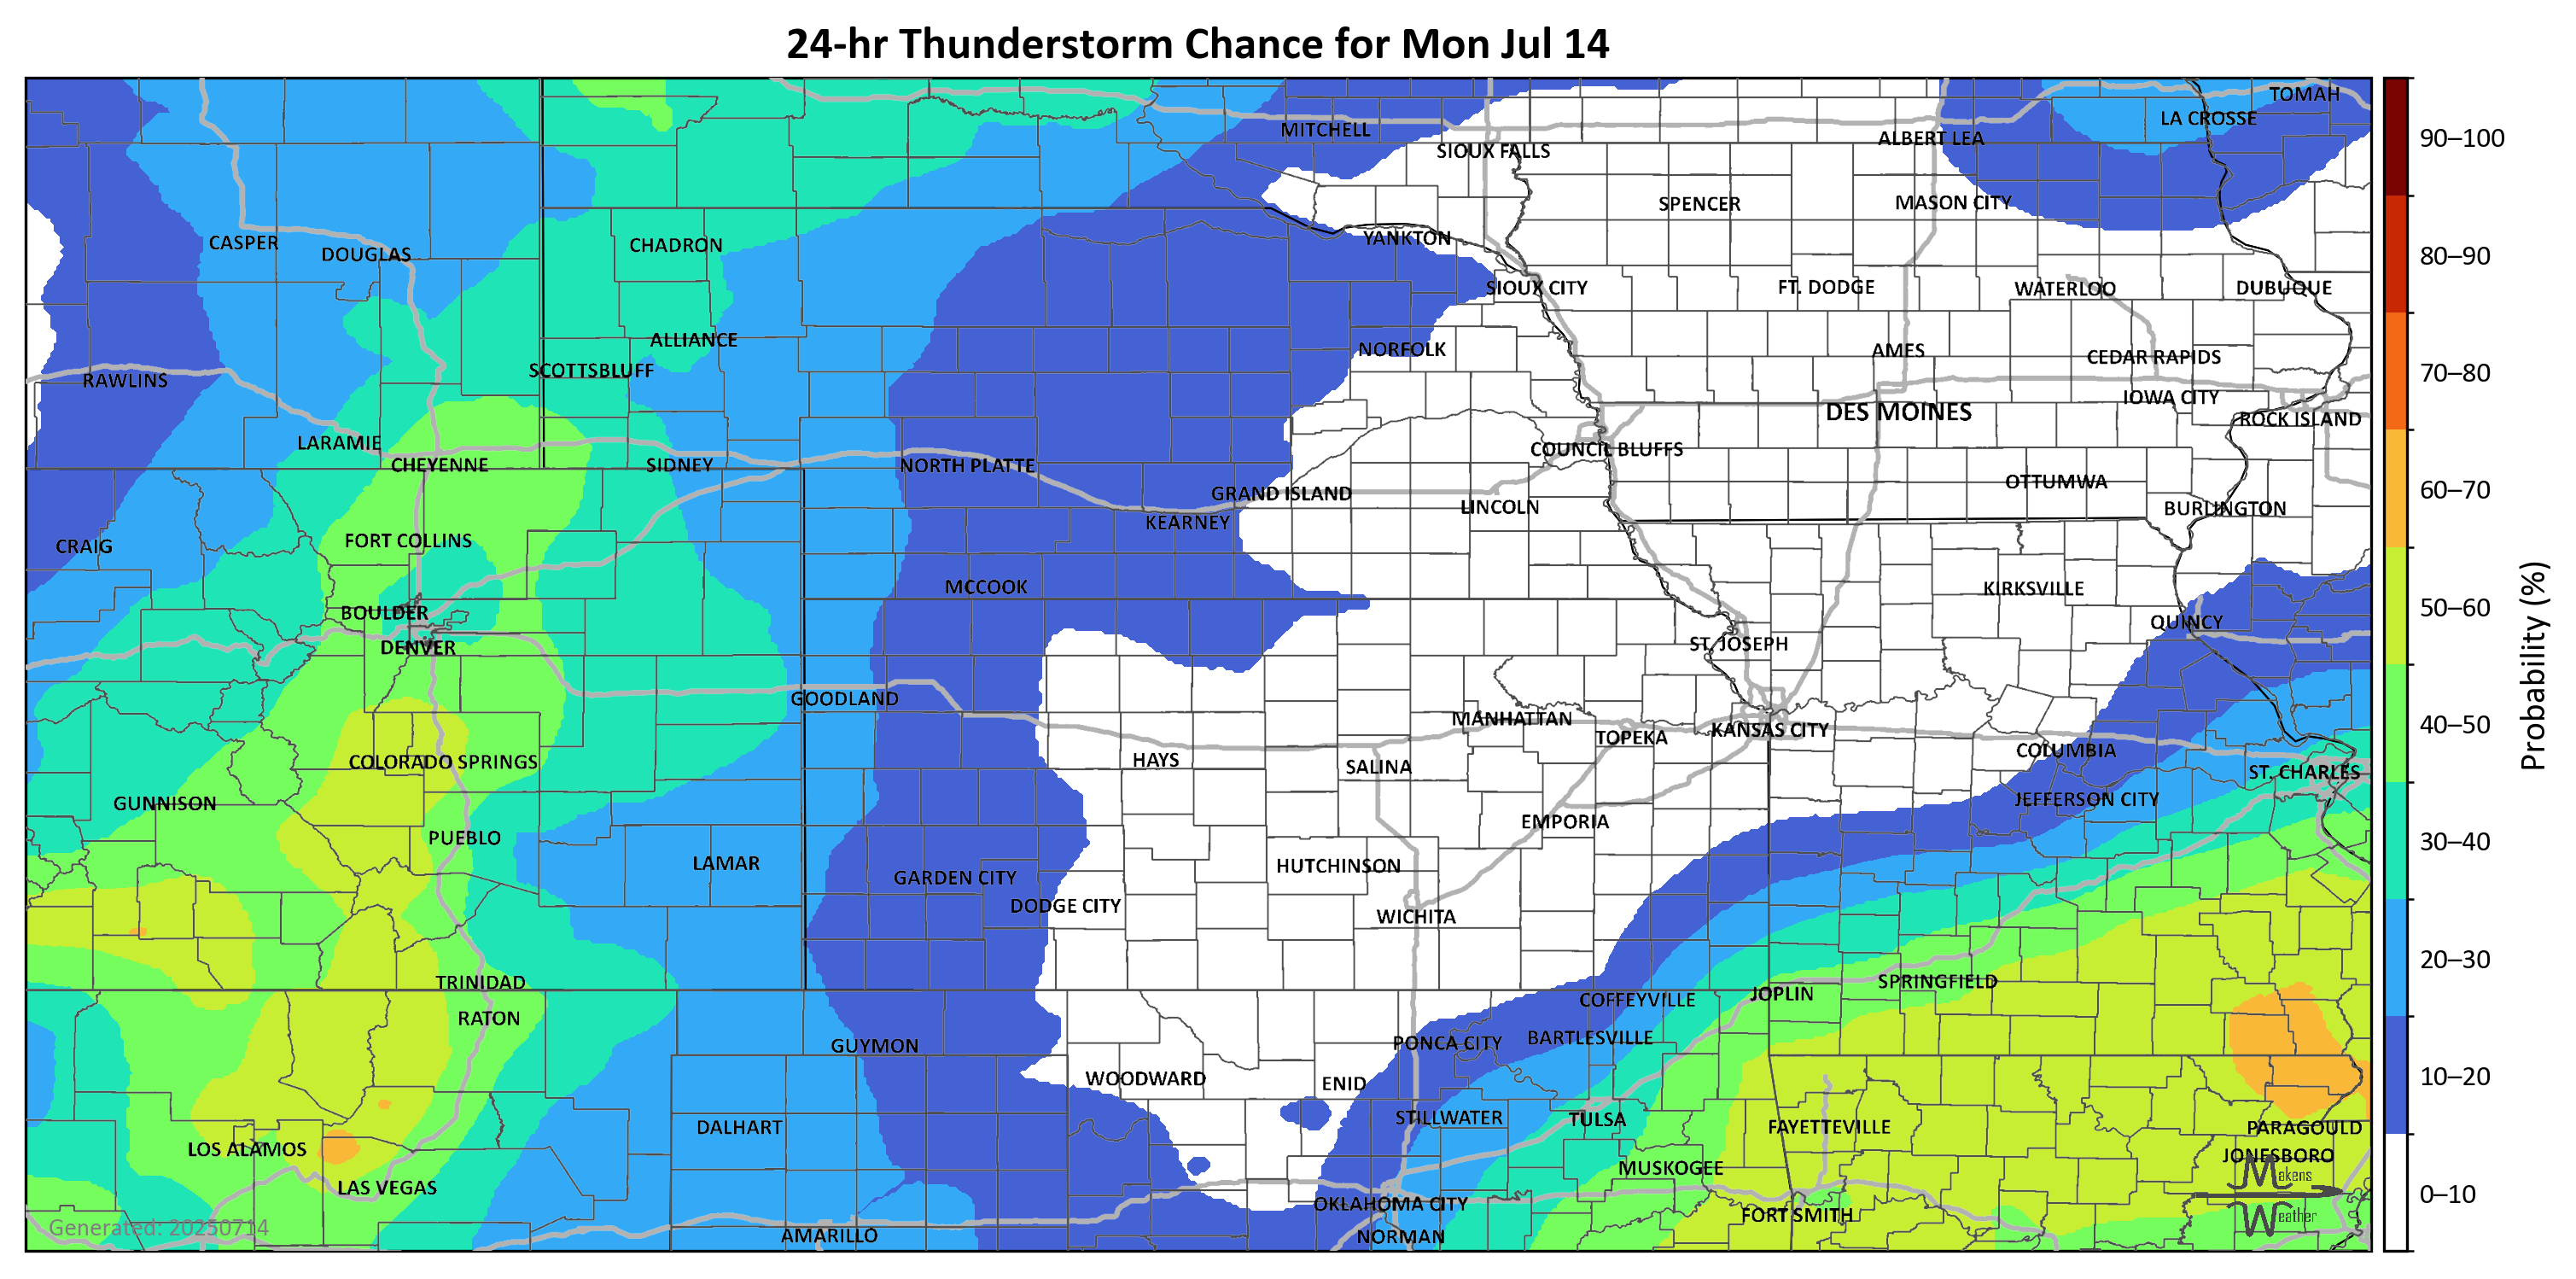 24-hr Thunderstorm Chance for Mon Jul 14
TOMAH
LA CROSSE
MITCHELL
ALBERT LEA
SIOUX FALLS
SPENCER
MASON CITY
CASPER
DOUGLAS
CHADRON
YANKTON
SIOUX CITY
FT. DODGE
WATERLOO
DUBUQUE
ALLIANCE
NORFOLK
AMES
CEDAR RAPIDS
RAWLINS
SCOTTSBLUFF
IOWA CITY
DES MOINES
ROCK ISLAND
LARAMIE
COUNCIL BLUFFS
CHEYENNE
SIDNEY
NORTH PLATTE
OTTUMWA
GRAND ISLAND
LINCOLN
BURLINGTON
KEARNEY
CRAIG
FORT COLLINS
MCCOOK
KIRKSVILLE
BOULDER
QUINCY
DENVER
ST. JOSEPH
GOODLAND
MANHATTAN
TOPEKA
KANSAS CITY
COLUMBIA
COLORADO SPRINGS
HAYS
SALINA
ST. CHARLES
GUNNISON
JEFFERSON CITY
PUEBLO
EMPORIA
LAMAR
HUTCHINSON
GARDEN CITY
DODGE CITY
WICHITA
TRINIDAD
SPRINGFIELD
JOPLIN
COFFEYVILLE
RATON
GUYMON
PONCA CITY
BARTLESVILLE
WOODWARD
ENID
DALHART
STILLWATER
TULSA
FAYETTEVILLE
PARAGOULD
LOS ALAMOS
JONESBORO
MUSKOGEE
Makens
LAS VEGAS
OKLAHOMA CITY
FORT SMITH
Weather
Generated: 20250714
AMARILLO
NORMAN
90–100
80–90
70–80
60–70
50–60
40–50
30–40
20–30
10–20
0–10
Probability (%)